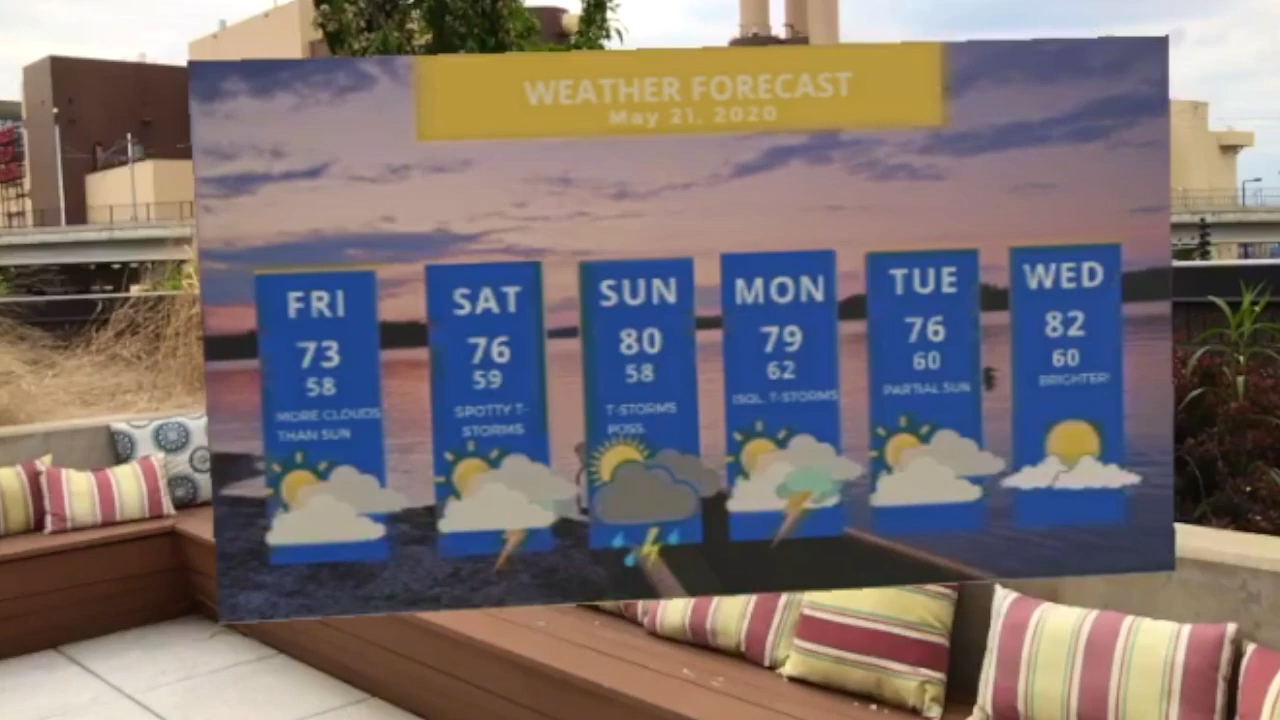 WEATHER FORECAST
May 21, 2020
FRI
73
58
MORE CLOUDS
THAN SUN
SAT
76
59
SPOTTY T-
STORMS
SUN
80
58
T-STORMS
POSS.
MON
79
62
ISOL. T-STORMS
TUE
76
60
PARTIAL SUN
WED
82
60
BRIGHTER!